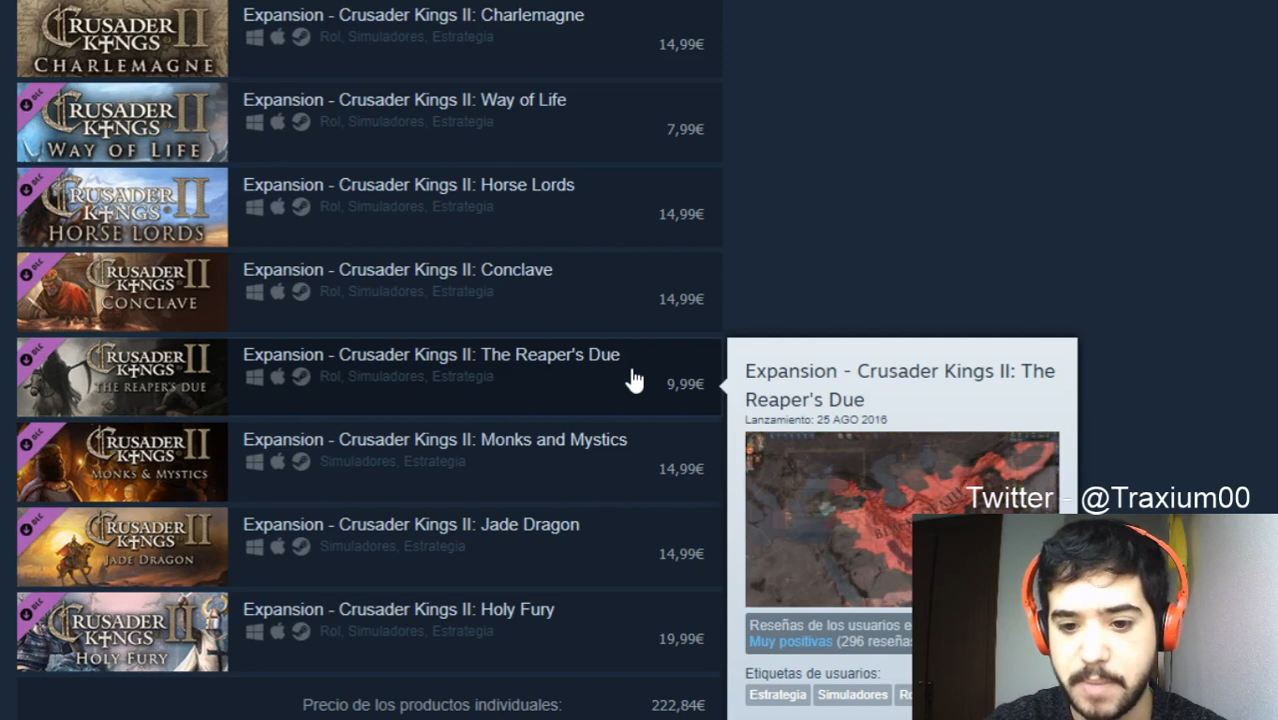 CRUSADER KINGS II
CHARLEMAGNE
Expansion - Crusader Kings II: Charlemagne
Rol, Simuladores, Estrategia
14,99€
DLC
CRUSADER KINGS II
WAY OF LIFE
Expansion - Crusader Kings II: Way of Life
Rol, Simuladores, Estrategia
7,99€
DLC
CRUSADER KINGS II
HORSE LORDS
Expansion - Crusader Kings II: Horse Lords
Rol, Simuladores, Estrategia
14,99€
DLC
CRUSADER KINGS II
CONCLAVE
Expansion - Crusader Kings II: Conclave
Rol, Simuladores, Estrategia
14,99€
DLC
CRUSADER KINGS II
THE REAPER'S DUE
Expansion - Crusader Kings II: The Reaper's Due
Rol, Simuladores, Estrategia
9,99€
DLC
CRUSADER KINGS II
MONKS & MYSTICS
Expansion - Crusader Kings II: Monks and Mystics
Simuladores, Estrategia
14,99€
DLC
CRUSADER KINGS II
JADE DRAGON
Expansion - Crusader Kings II: Jade Dragon
Simuladores, Estrategia
14,99€
DLC
CRUSADER KINGS II
HOLY FURY
Expansion - Crusader Kings II: Holy Fury
Rol, Simuladores, Estrategia
19,99€
Precio de los productos individuales:
222,84€
Expansion - Crusader Kings II: The
Reaper's Due
Lanzamiento: 25 AGO 2016
Reseñas de los usuarios e
Muy positivas (296 reseña
Etiquetas de usuarios:
Estrategia
Simuladores
Ro
Twitter - @Traxium00